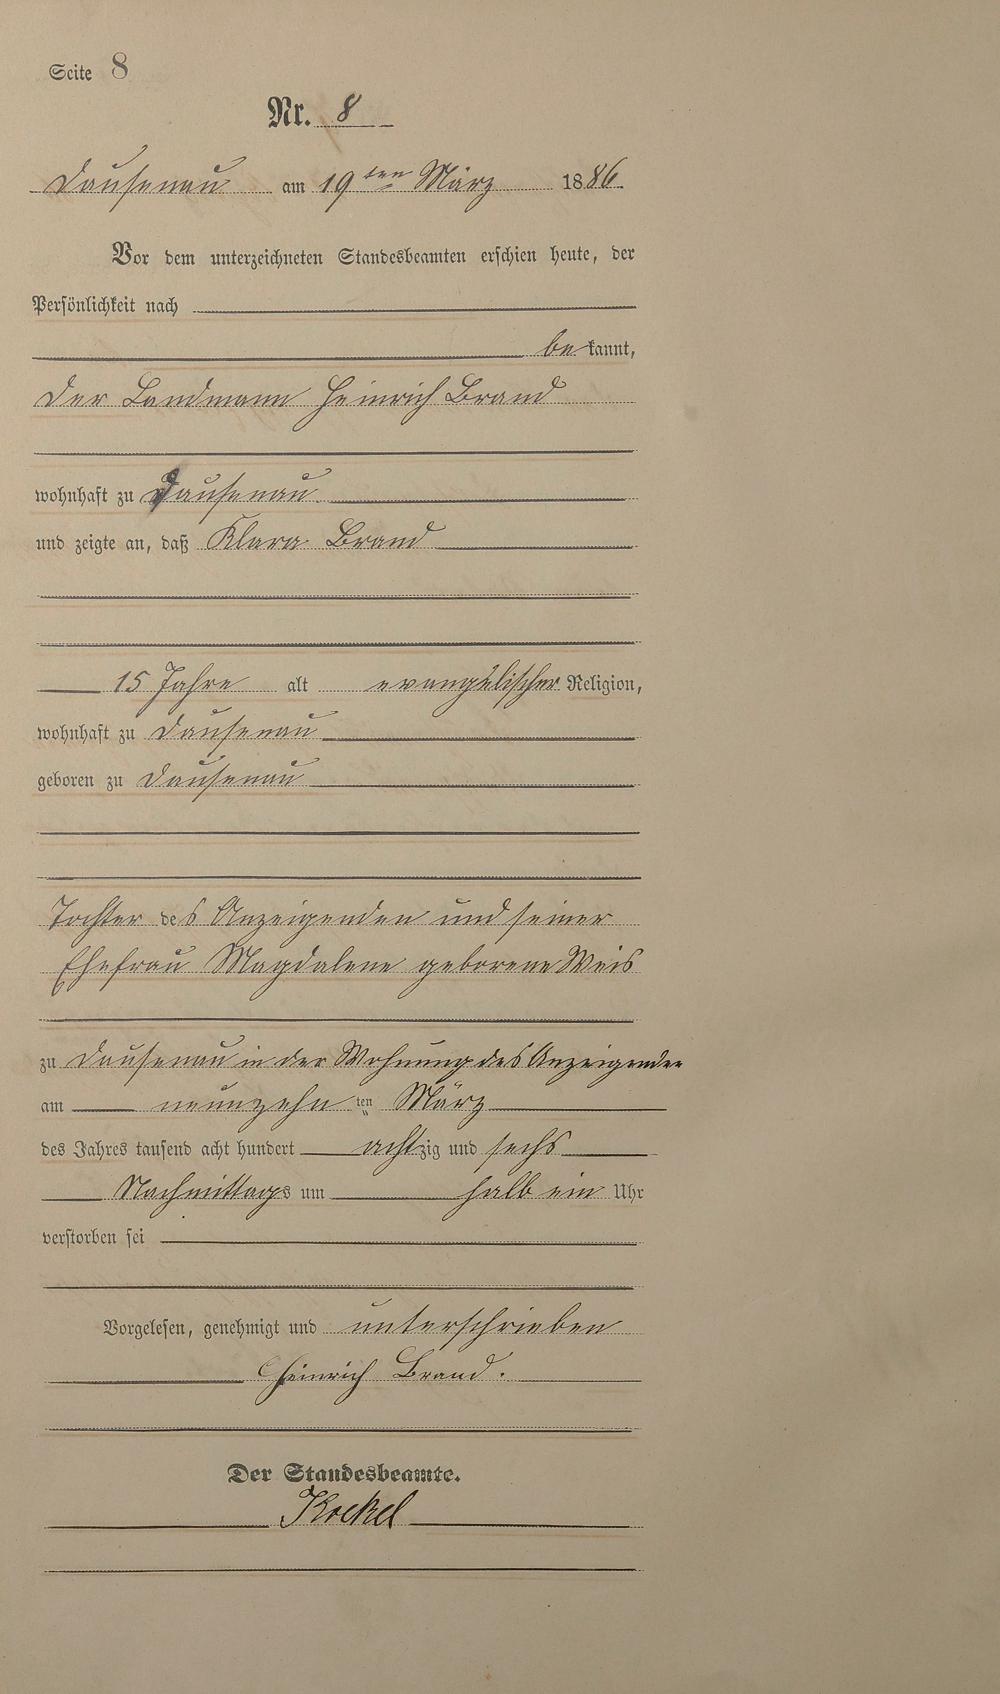 Seite 8
Nr. 8
Dausenau am 19ten März 1886.
Vor dem unterzeichneten Standesbeamten erschien heute, der
Persönlichkeit nach
bekannt,
der Landmann Heinrich Brand
wohnhaft zu Dausenau
und zeigte an, daß Klara Brand
15 Jahre alt evangelischer Religion,
wohnhaft zu Dausenau
geboren zu Dausenau
Tochter des Anzeigenden und seiner
Ehefrau Magdalene geborene Weis
zu Dausenau in der Wohnung des Anzeigenden
am neunzehn ten März
des Jahres tausend acht hundert achtzig und sechs
Nachmittags um halb ein Uhr
verstorben sei
Vorgelesen, genehmigt und unterschrieben
Heinrich Brand.
Der Standesbeamte.
Kockel